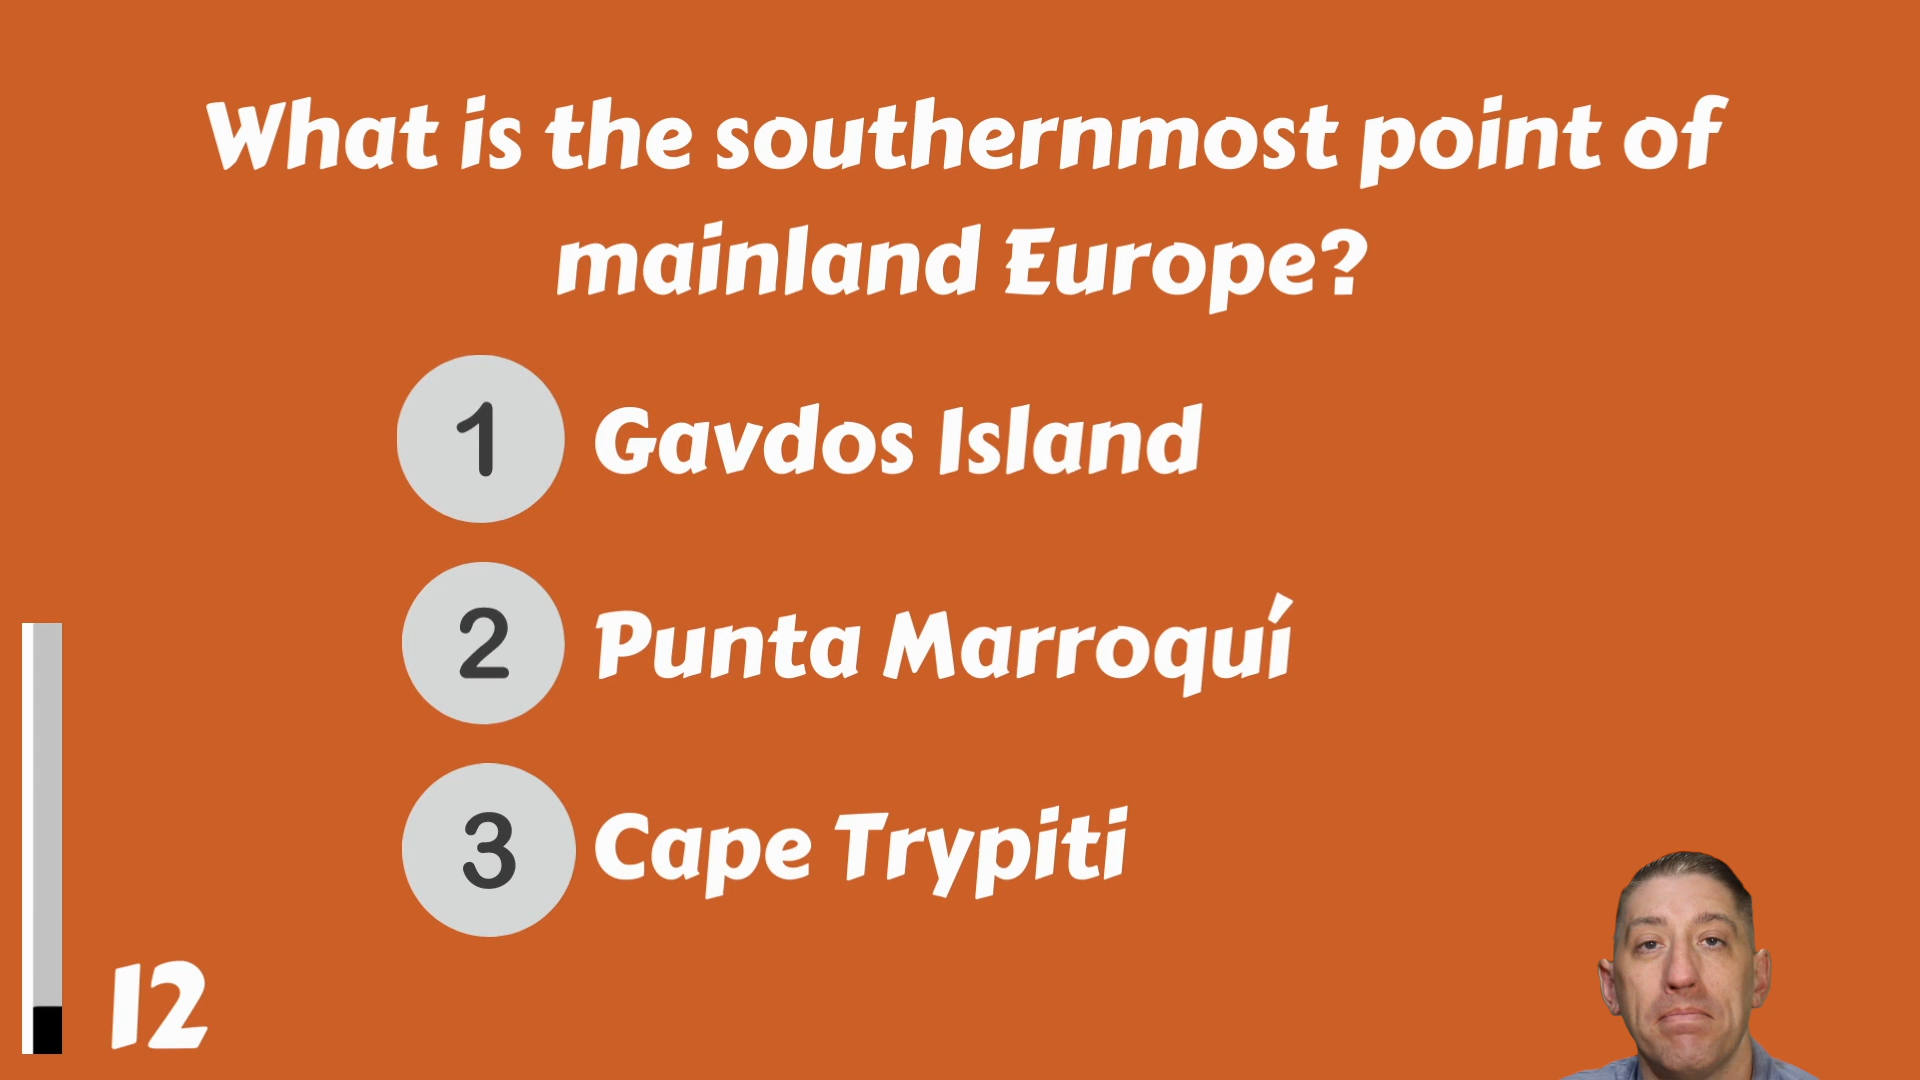 What is the southernmost point of
mainland Europe?
1 Gavdos Island
2 Punta Marroquí
3 Cape Trypiti
12